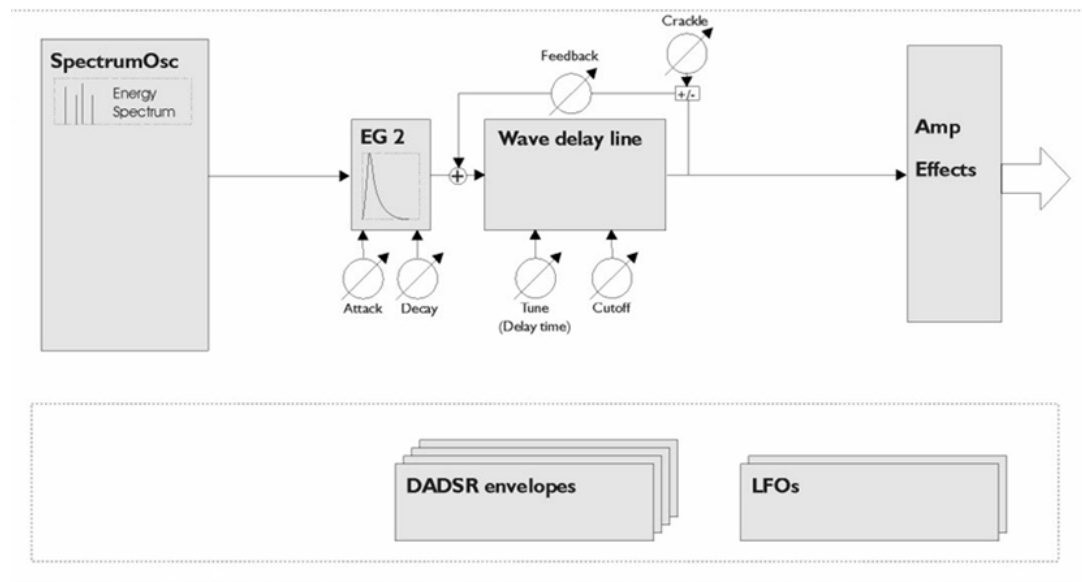 Crackle
SpectrumOsc
Energy
Spectrum
Feedback
+/-
EG 2
Wave delay line
Amp
Effects
+
Attack
Decay
Tune
(Delay time)
Cutoff
DADSR envelopes
LFOs